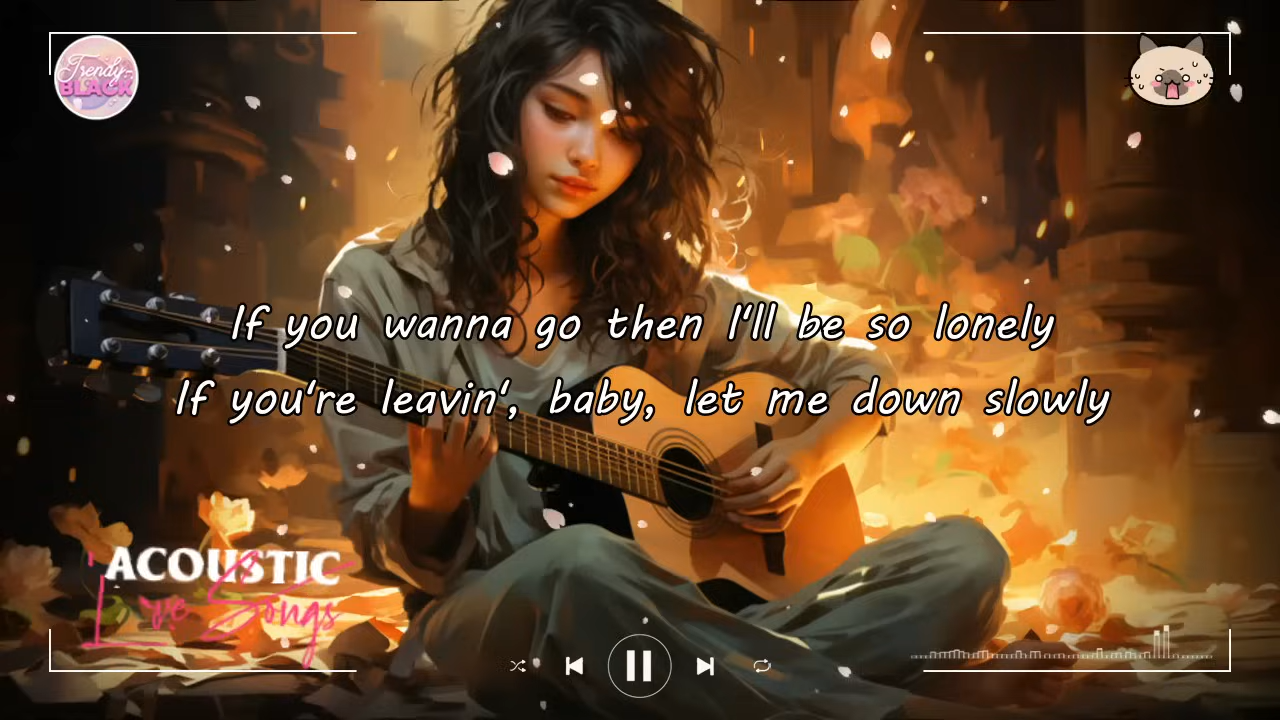 Trendy
BLACK
If you wanna go then I'll be so lonely
If you're leavin', baby, let me down slowly
ACOUSTIC
Love Songs